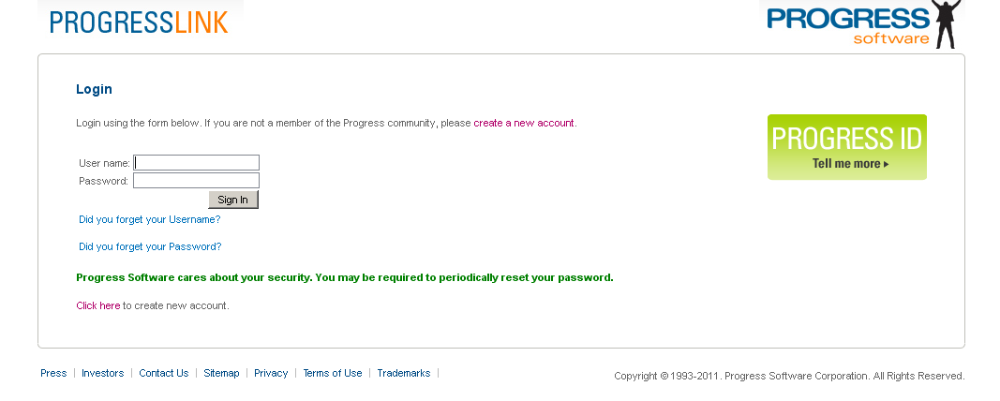 PROGRESSLINK
PROGRESS
software
Login
Login using the form below. If you are not a member of the Progress community, please create a new account.
PROGRESS ID
Tell me more
User name:
Password:
Sign In
Did you forget your Username?
Did you forget your Password?
Progress Software cares about your security. You may be required to periodically reset your password.
Click here to create new account.
Press | Investors | Contact Us | Sitemap | Privacy | Terms of Use | Trademarks |
Copyright © 1993-2011. Progress Software Corporation. All Rights Reserved.